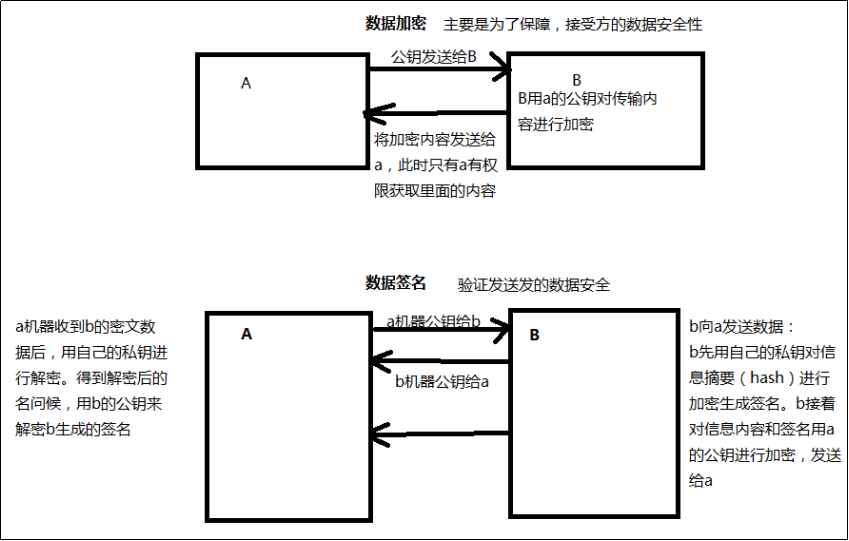 数据加密 主要是为了保障，接受方的数据安全性
公钥发送给B
A
B
B用a的公钥对传输内
容进行加密
将加密内容发送给
a，此时只有a有权
限获取里面的内容
数据签名 验证发送发的数据安全
a机器收到b的密文数
据后，用自己的私钥进
行解密。得到解密后的
名问候，用b的公钥来
解密b生成的签名
A
a机器公钥给b
b机器公钥给a
B
b向a发送数据：
b先用自己的私钥对信
息摘要（hash）进行
加密生成签名。b接着
对信息内容和签名用a
的公钥进行加密，发送
给a